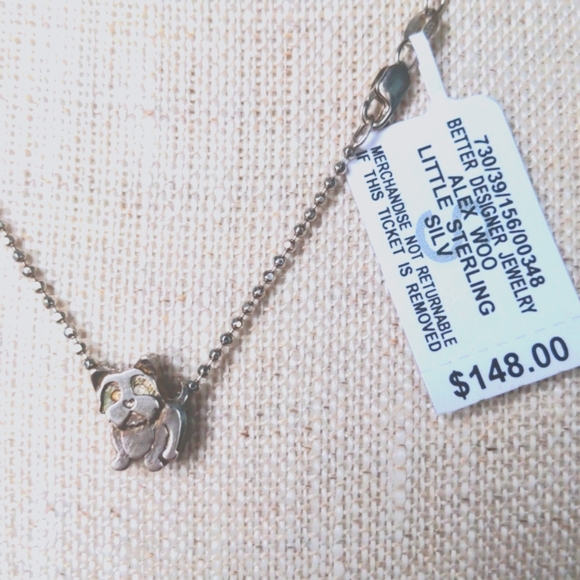 730/39/156/00348
BETTER DESIGNER JEWELRY
ALEX WOO
LITTLE STERLING
SILV
MERCHANDISE NOT RETURNABLE
IF THIS TICKET IS REMOVED
$148.00